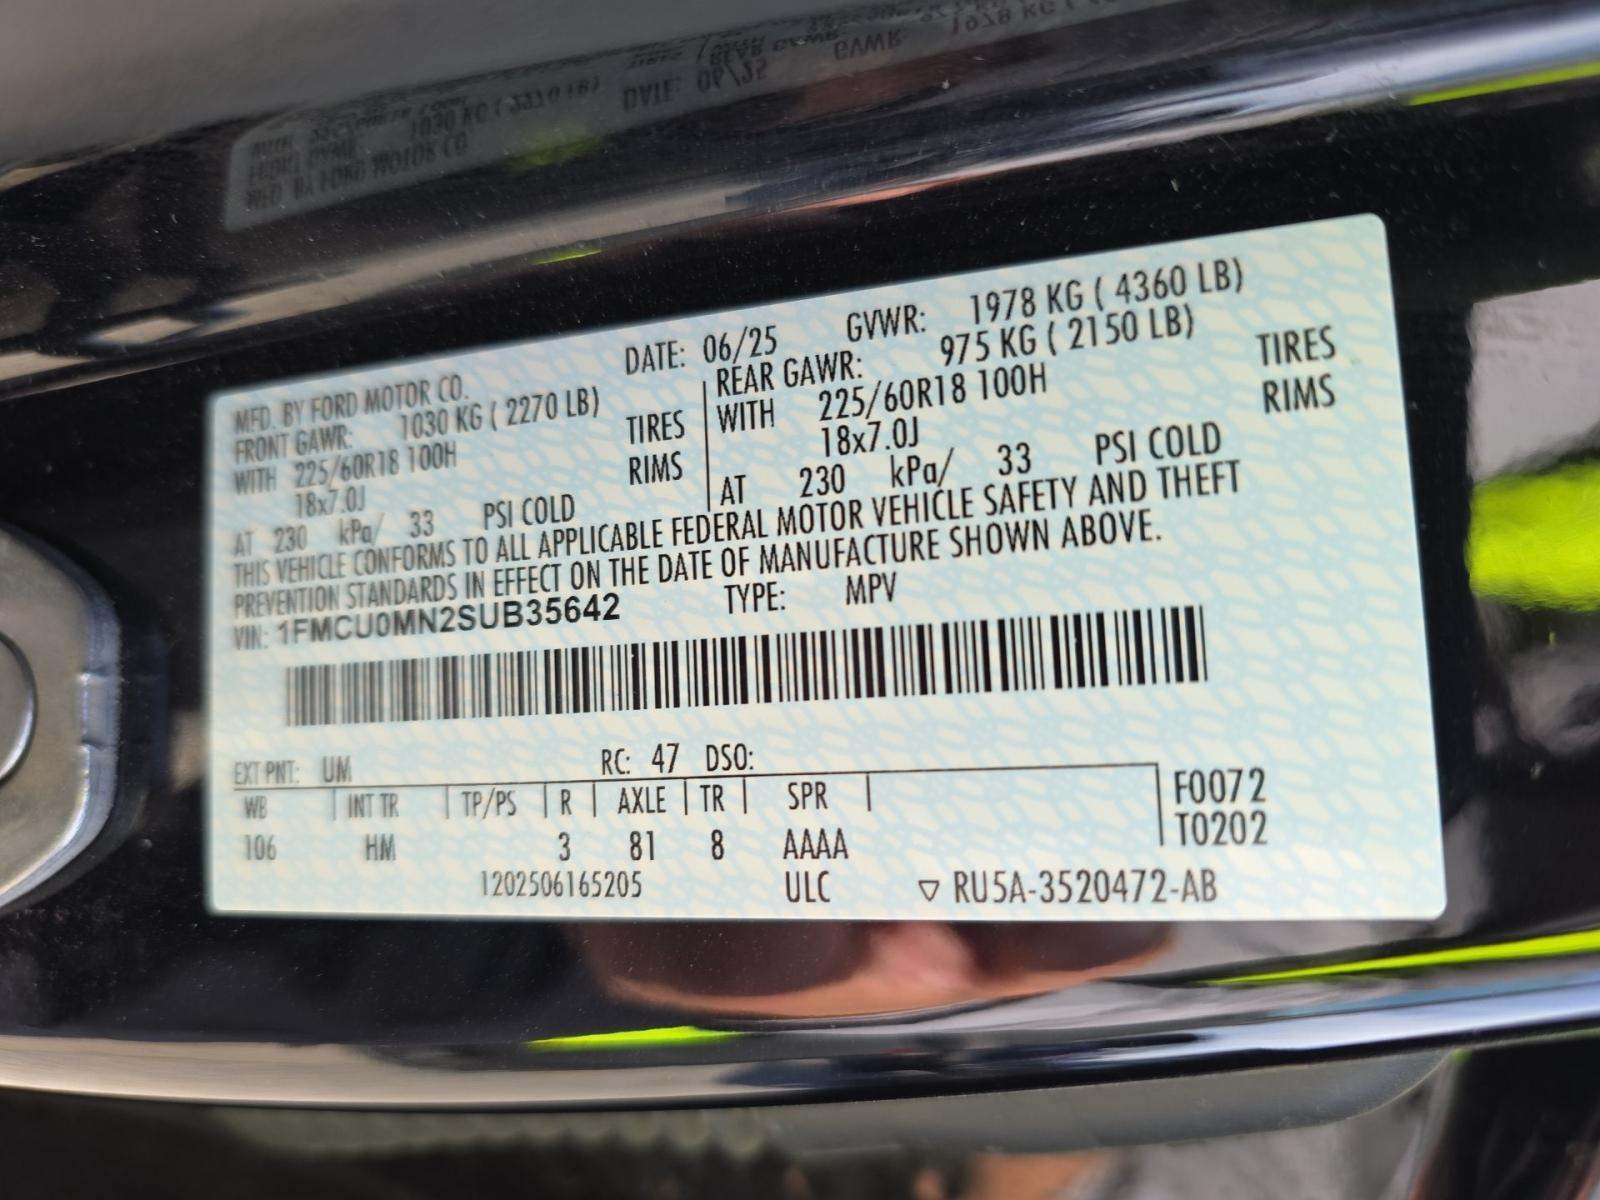 MFD. BY FORD MOTOR CO. DATE: 06/25 GVWR: 1978 KG ( 4360 LB)
FRONT GAWR: 1030 KG ( 2270 LB) REAR GAWR: 975 KG ( 2150 LB)
WITH 225/60R18 100H TIRES WITH 225/60R18 100H TIRES
18x7.0J RIMS 18x7.0J RIMS
AT 230 kPa/ 33 PSI COLD AT 230 kPa/ 33 PSI COLD
THIS VEHICLE CONFORMS TO ALL APPLICABLE FEDERAL MOTOR VEHICLE SAFETY AND THEFT
PREVENTION STANDARDS IN EFFECT ON THE DATE OF MANUFACTURE SHOWN ABOVE.
VIN: 1FMCU0MN2SUB35642 TYPE: MPV
EXT PNT: UM RC: 47 DSO:
WB INT TR TP/PS R AXLE TR SPR F0072
106 HM 3 81 8 AAAA T0202
1202506165205 ULC ▽ RU5A-3520472-AB